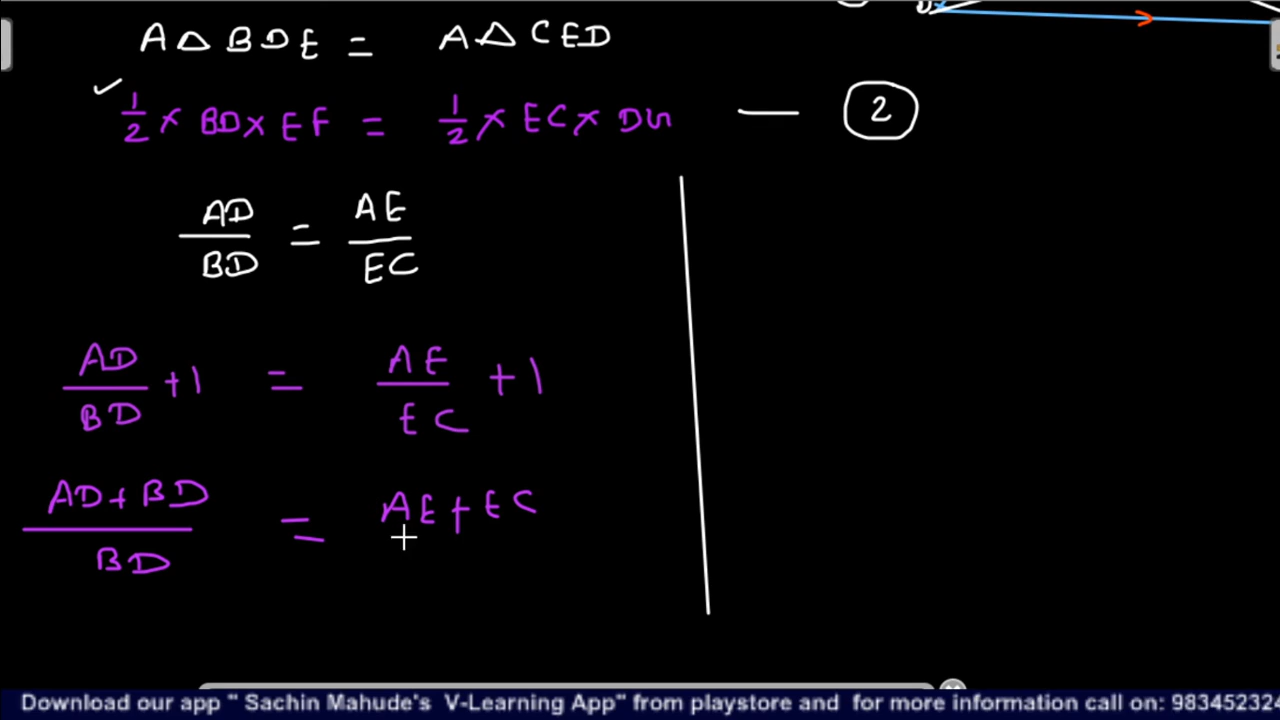 A△BDE = A△CED
✓ 1/2 × BD × EF = 1/2 × EC × DG — 2
AD/BD = AE/EC
AD/BD + 1 = AE/EC + 1
AD + BD/BD = AE + EC
Download our app " Sachin Mahude's V-Learning App" from playstore and for more information call on: 983452324